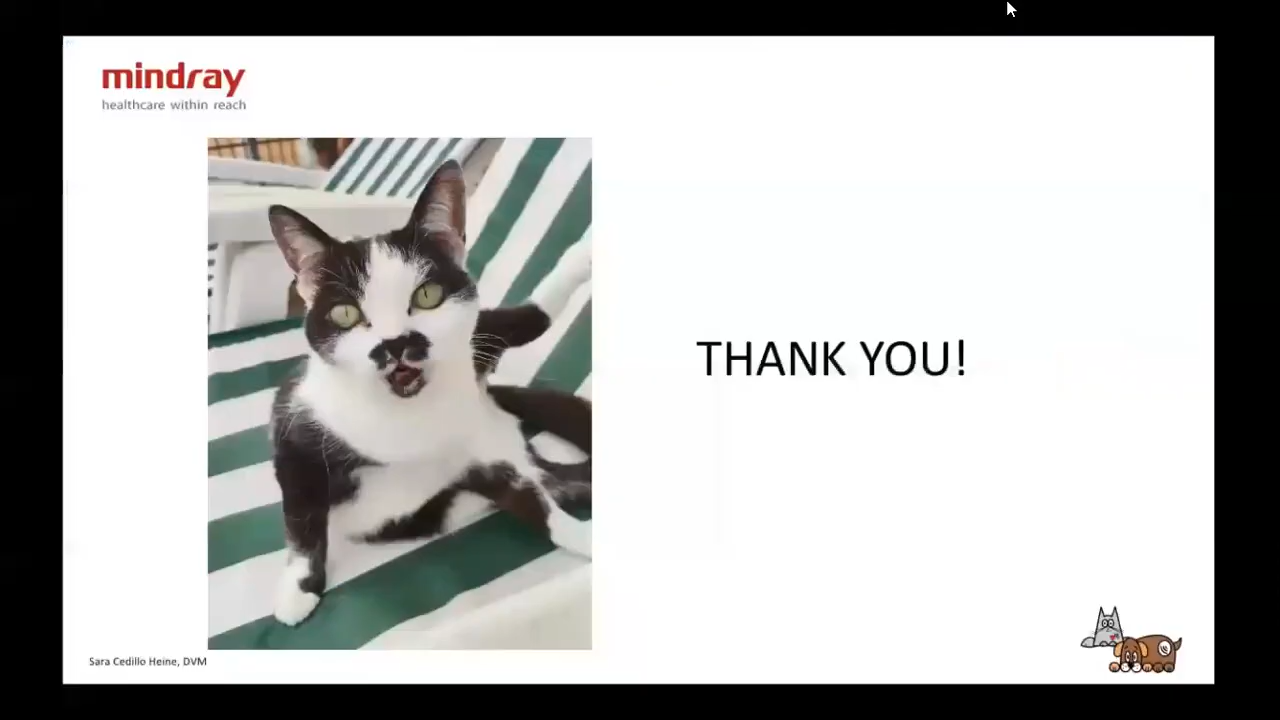 mindray
healthcare within reach
THANK YOU!
Sara Cedillo Heine, DVM